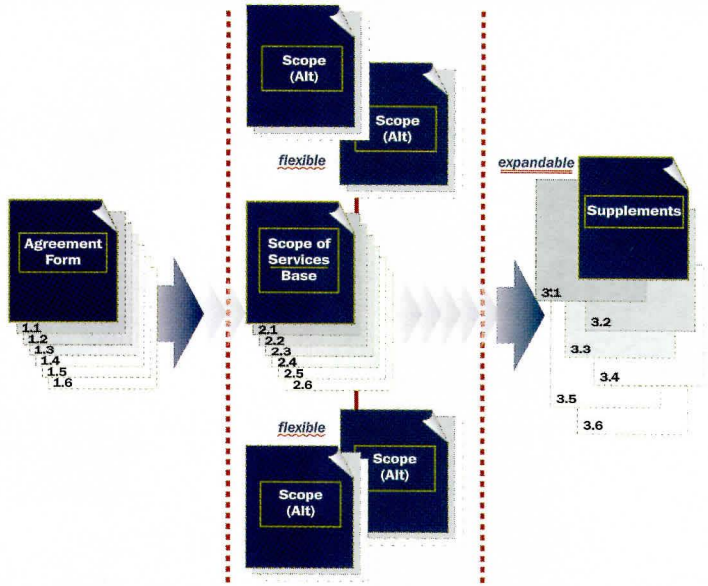 Agreement
Form
1.1
1.2
1.3
1.4
1.5
1.6
Scope
(Alt)
Scope
(Alt)
flexible
Scope of
Services
Base
2.1
2.2
2.3
2.4
2.5
2.6
flexible
Scope
(Alt)
Scope
(Alt)
expandable
Supplements
3.1
3.2
3.3
3.4
3.5
3.6